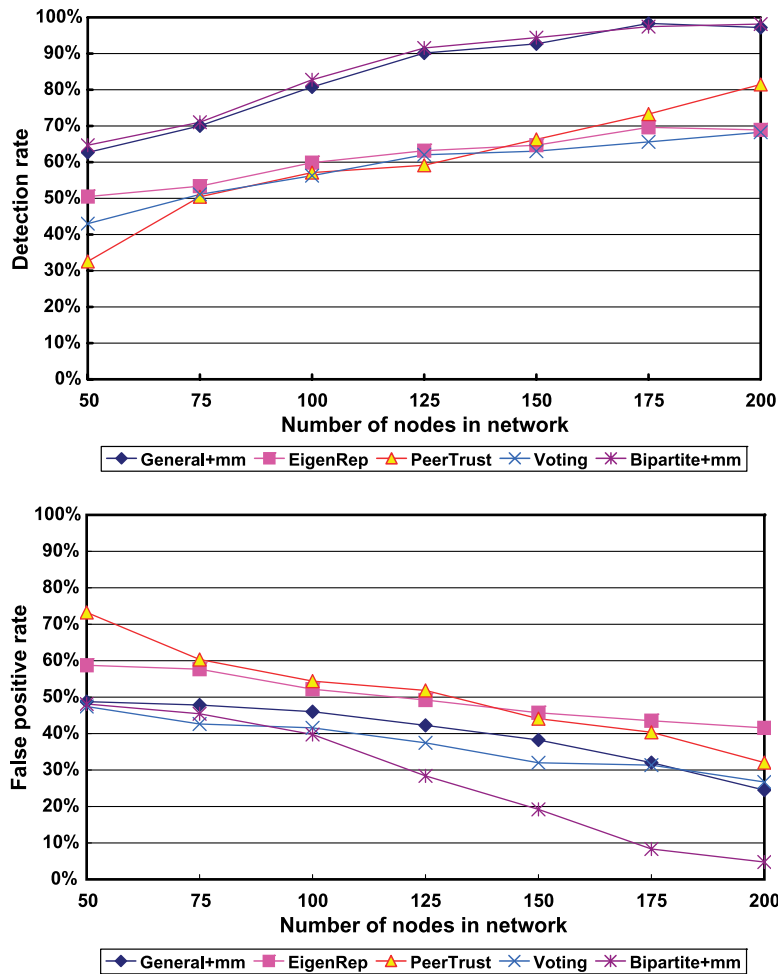 100%
90%
80%
70%
60%
50%
40%
30%
20%
10%
0%
Detection rate
50 75 100 125 150 175 200
Number of nodes in network
General+mm EigenRep PeerTrust Voting Bipartite+mm
100%
90%
80%
70%
60%
50%
40%
30%
20%
10%
0%
False positive rate
50 75 100 125 150 175 200
Number of nodes in network
General+mm EigenRep PeerTrust Voting Bipartite+mm